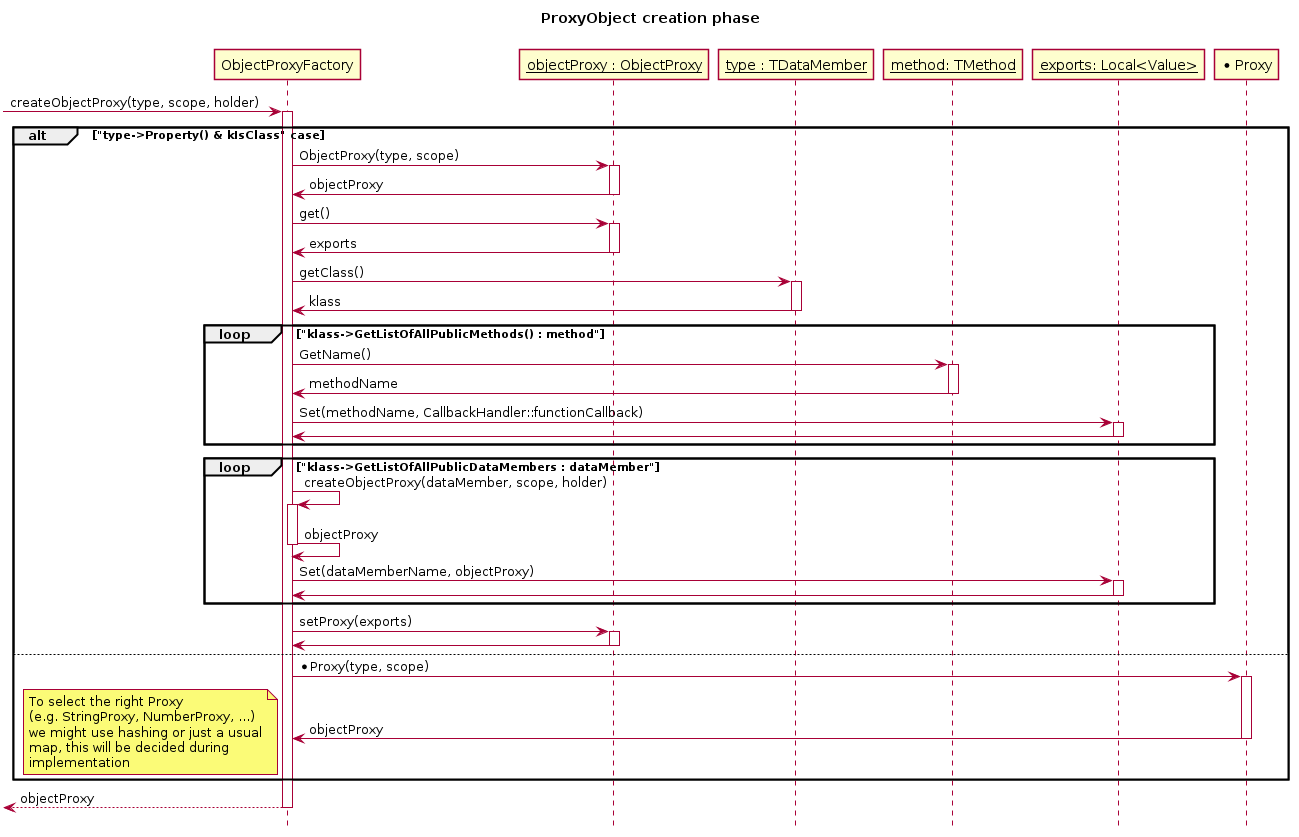 ProxyObject creation phase
ObjectProxyFactory
objectProxy : ObjectProxy
type : TDataMember
method: TMethod
exports: Local<Value>
• Proxy
createObjectProxy(type, scope, holder)
alt
["type->Property() & kIsClass" case]
ObjectProxy(type, scope)
objectProxy
get()
exports
getClass()
klass
loop
["klass->GetListOfAllPublicMethods() : method"]
GetName()
methodName
Set(methodName, CallbackHandler::functionCallback)
loop
["klass->GetListOfAllPublicDataMembers : dataMember"]
createObjectProxy(dataMember, scope, holder)
objectProxy
Set(dataMemberName, objectProxy)
setProxy(exports)
•Proxy(type, scope)
To select the right Proxy
(e.g. StringProxy, NumberProxy, ...)
we might use hashing or just a usual
map, this will be decided during
implementation
objectProxy
objectProxy